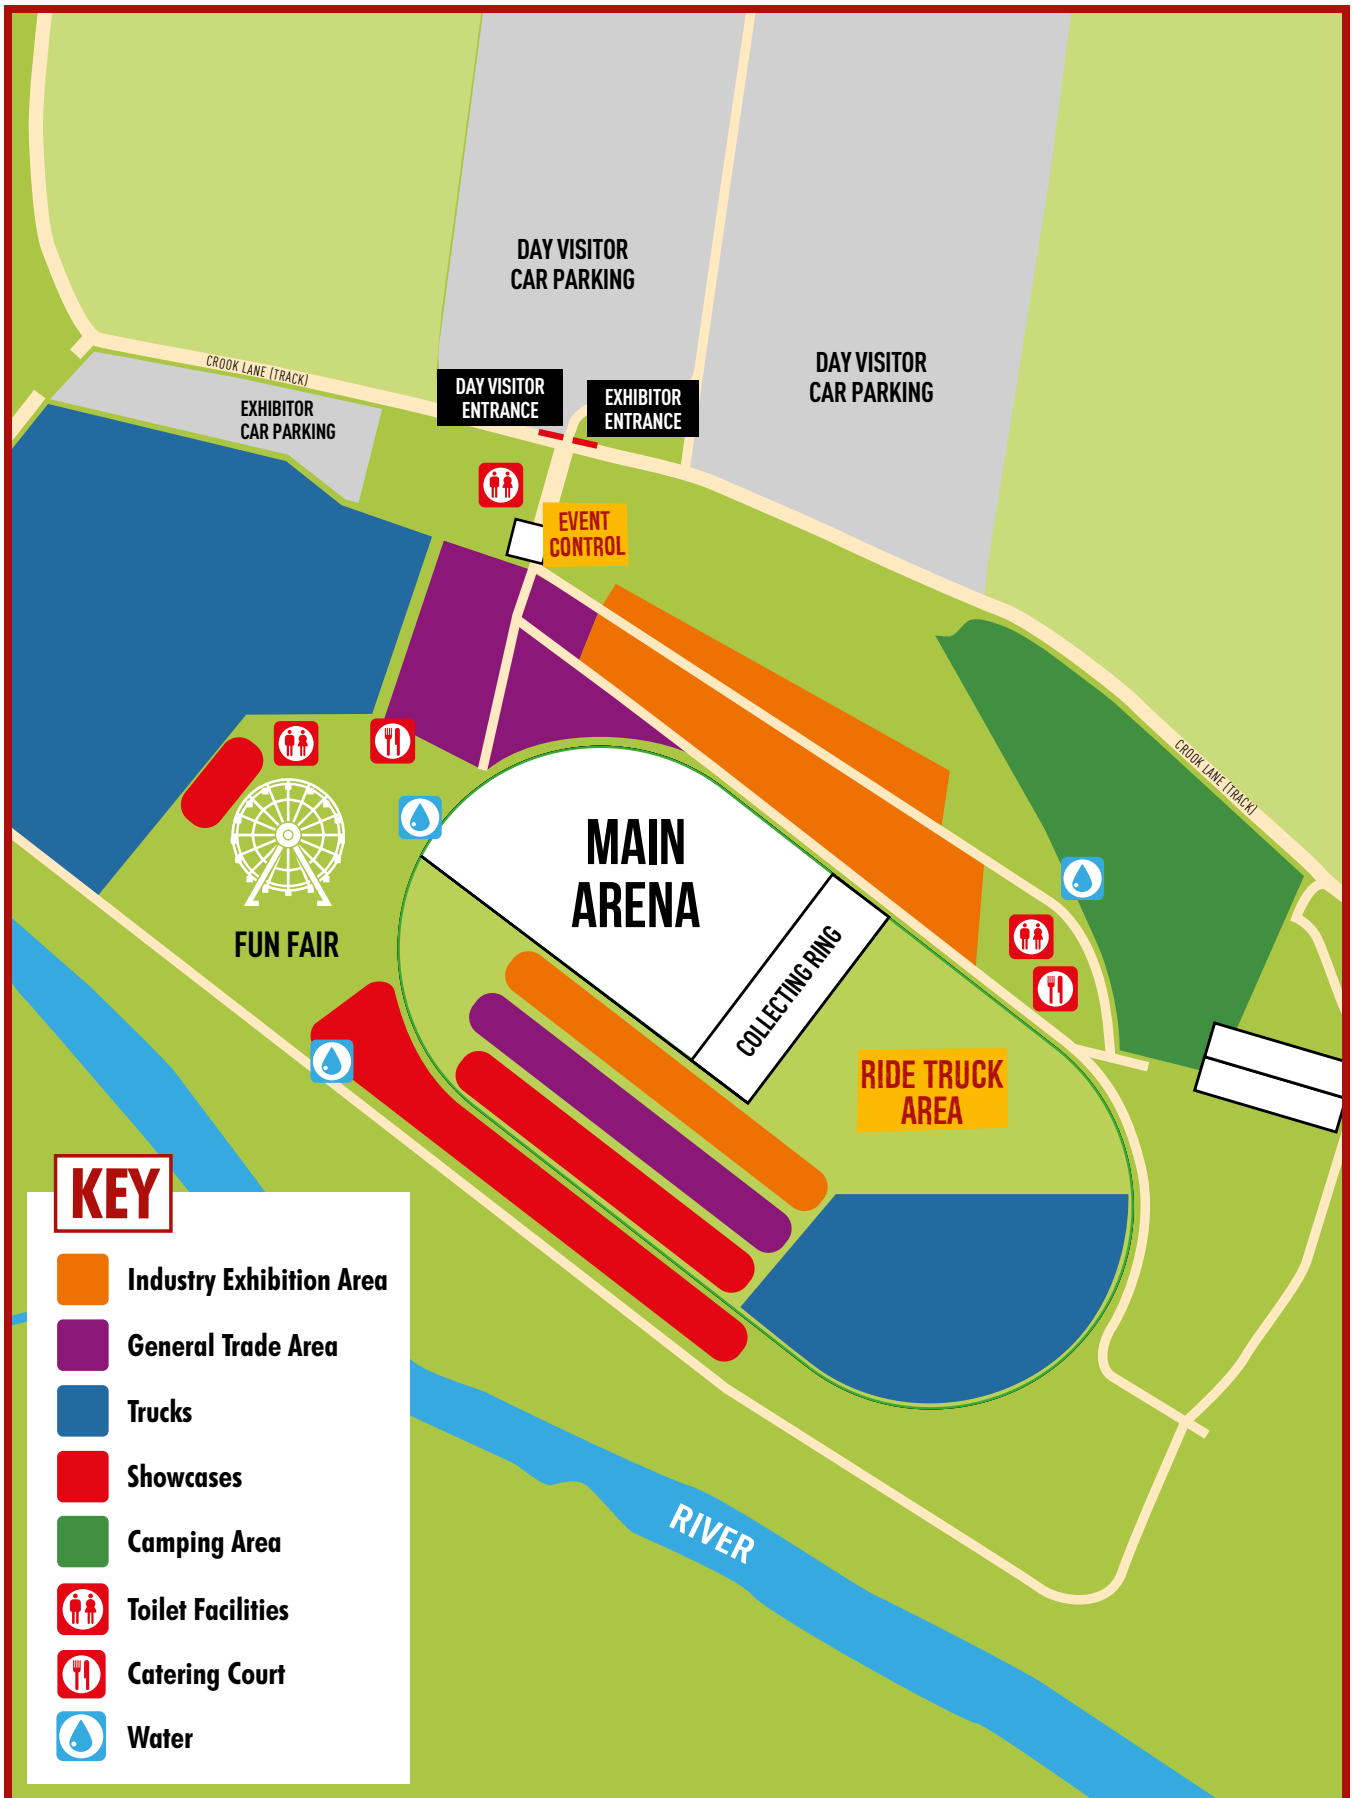 DAY VISITOR
CAR PARKING
DAY VISITOR
CAR PARKING
CROOK LANE (TRACK)
EXHIBITOR
CAR PARKING
DAY VISITOR
ENTRANCE
EXHIBITOR
ENTRANCE
EVENT
CONTROL
CROOK LANE (TRACK)
MAIN
ARENA
COLLECTING RING
FUN FAIR
RIDE TRUCK
AREA
RIVER
KEY
Industry Exhibition Area
General Trade Area
Trucks
Showcases
Camping Area
Toilet Facilities
Catering Court
Water